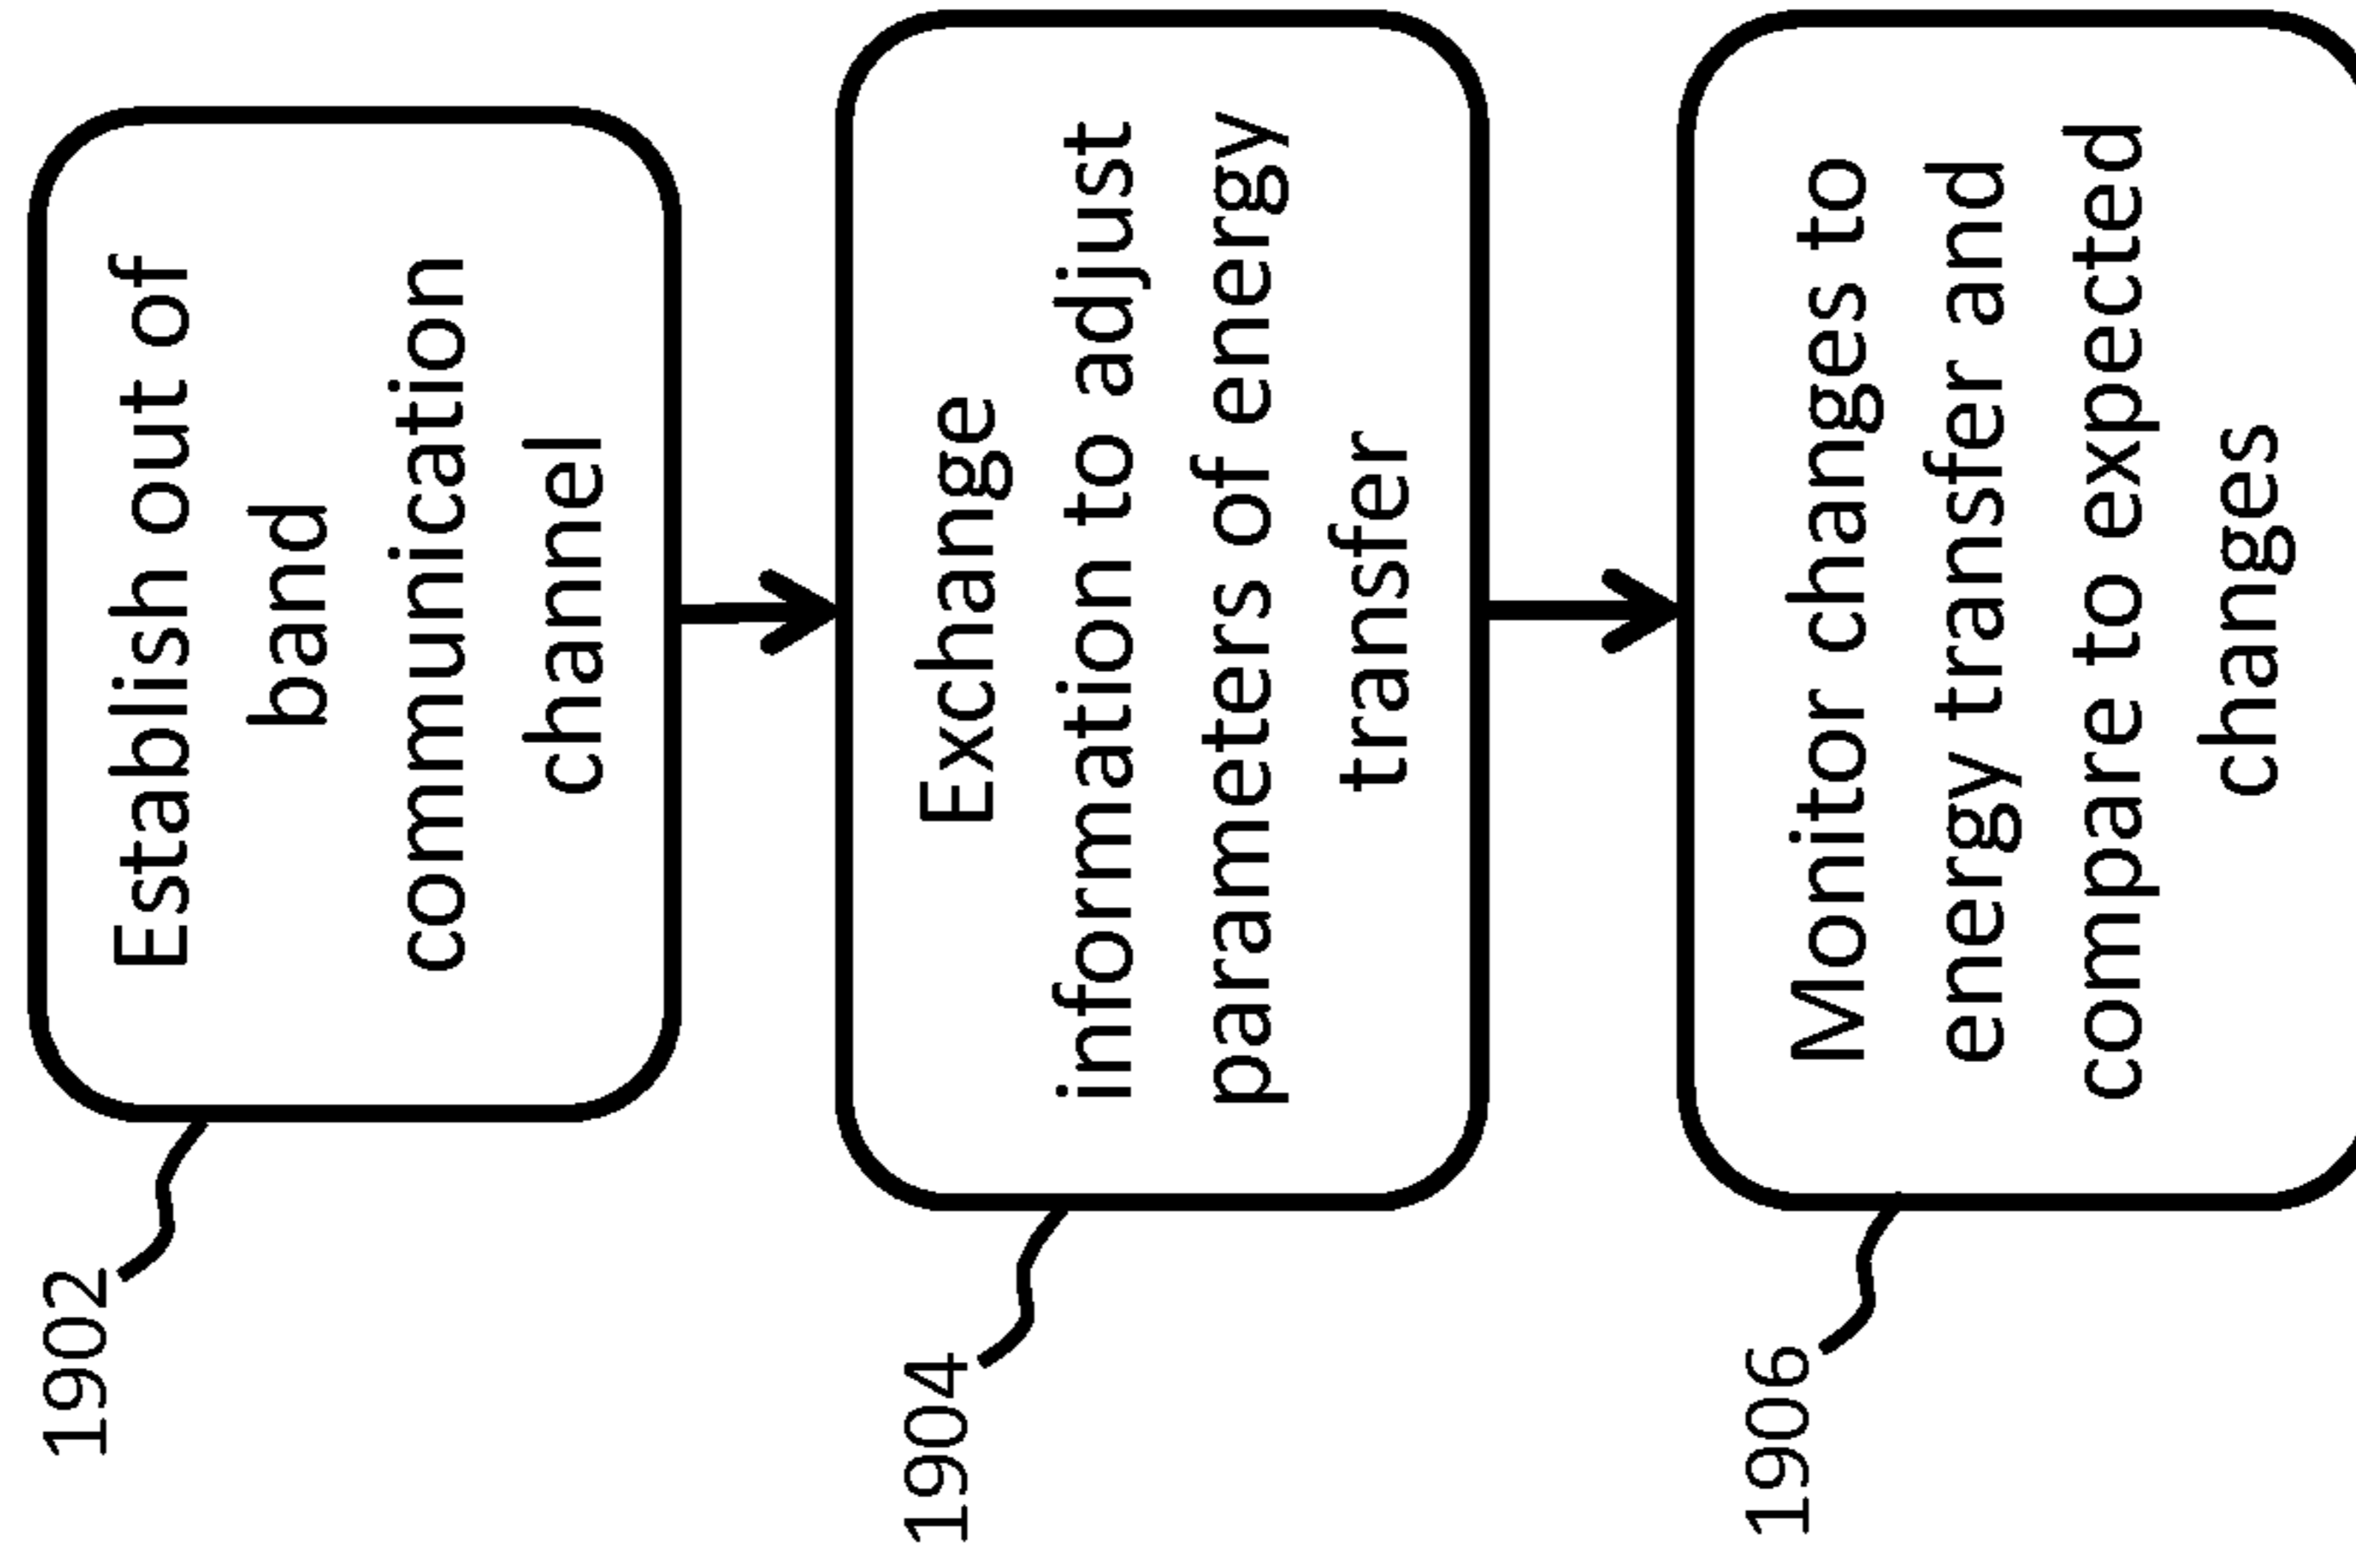 1902
Establish out of
band
communication
channel
1904
Exchange
information to adjust
parameters of energy
transfer
1906
Monitor changes to
energy transfer and
compare to expected
changes